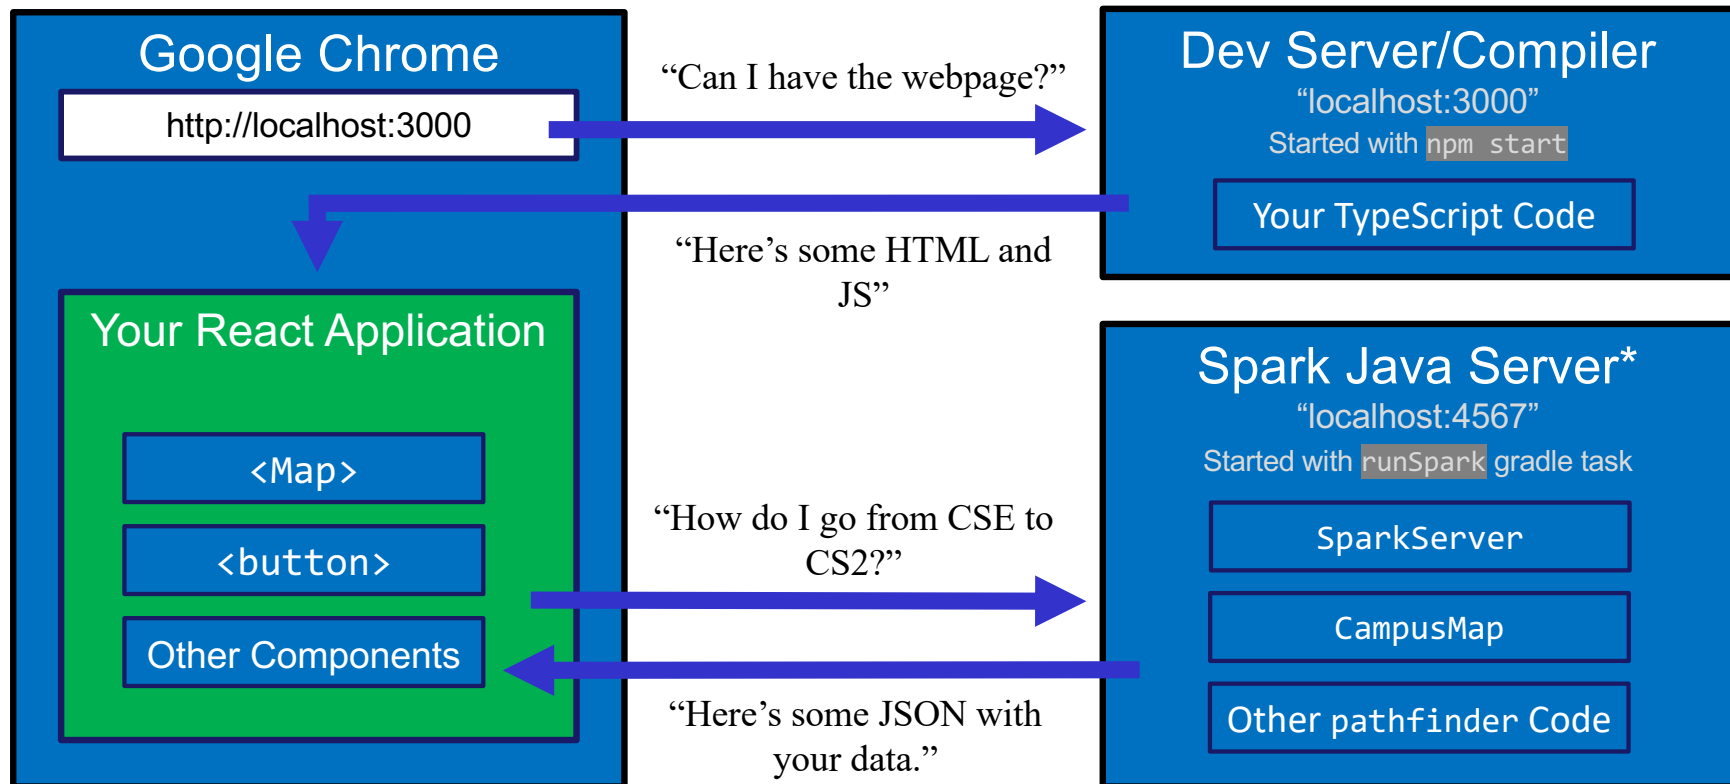 Google Chrome
http://localhost:3000
“Can I have the webpage?”
Dev Server/Compiler
“localhost:3000”
Started with npm start
Your TypeScript Code
“Here’s some HTML and
JS”
Your React Application
<Map>
<button>
Other Components
“How do I go from CSE to
CS2?”
“Here’s some JSON with
your data.”
Spark Java Server*
“localhost:4567”
Started with runSpark gradle task
SparkServer
CampusMap
Other pathfinder Code